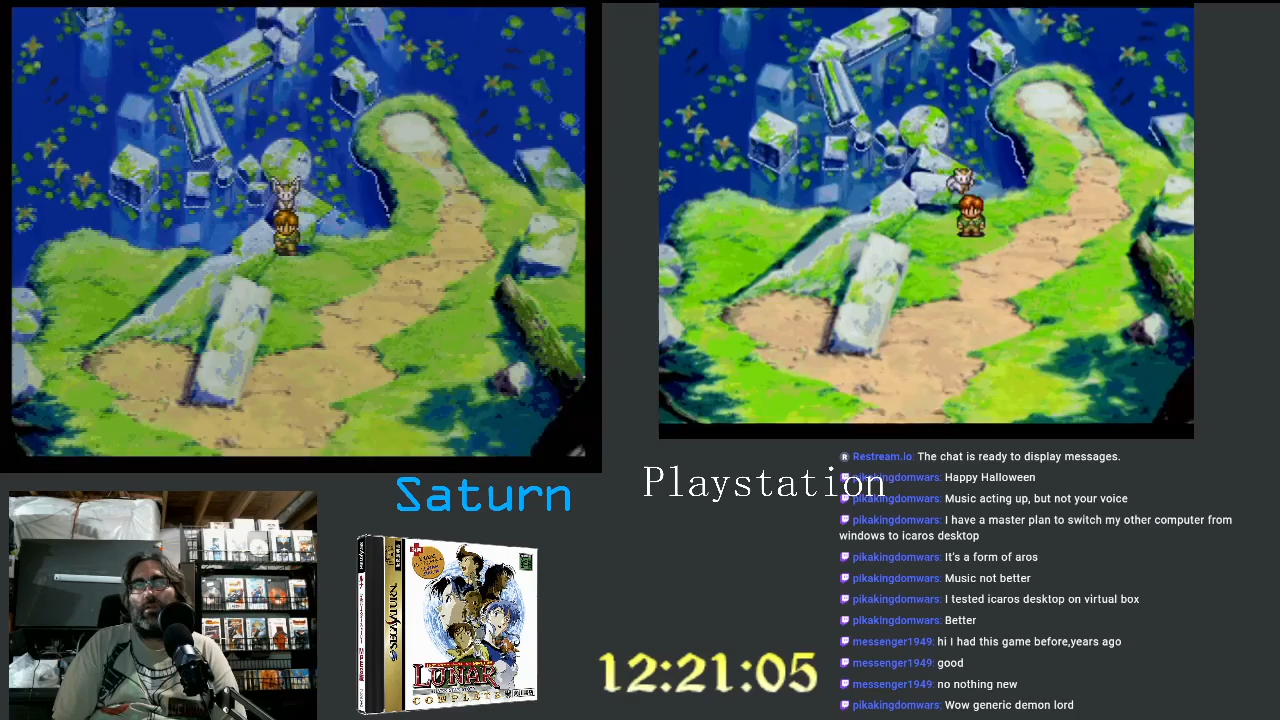 Saturn
Playstation
Restream.io: The chat is ready to display messages.
pikakingdomwars: Happy Halloween
pikakingdomwars: Music acting up, but not your voice
pikakingdomwars: I have a master plan to switch my other computer from
windows to icaros desktop
pikakingdomwars: It's a form of aros
pikakingdomwars: Music not better
pikakingdomwars: I tested icaros desktop on virtual box
pikakingdomwars: Better
messenger1949: hi I had this game before,years ago
messenger1949: good
messenger1949: no nothing new
pikakingdomwars: Wow generic demon lord
LUNAR
COMPLETE
12:21:05